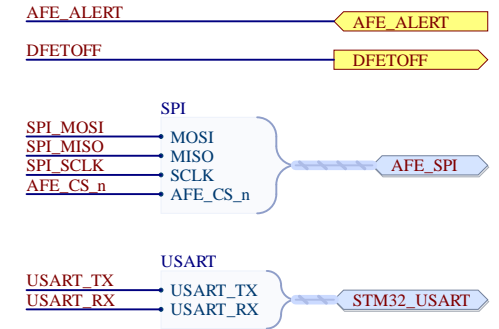 AFE_ALERT AFE_ALERT
DFETOFF DFETOFF
SPI
SPI_MOSI MOSI
SPI_MISO MISO
SPI_SCLK SCLK AFE_SPI
AFE_CS_n AFE_CS_n
USART
USART_TX USART_TX
USART_RX USART_RX STM32_USART